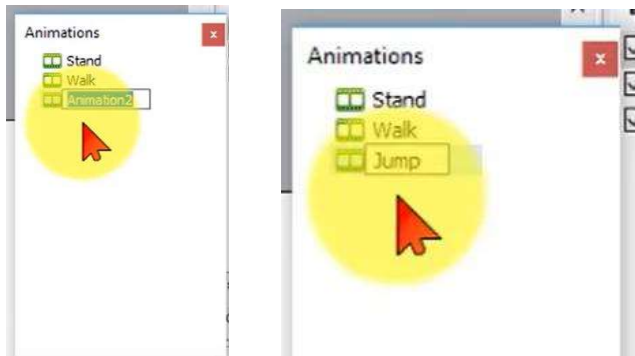 Animations
x
Stand
Walk
Animation2
Animations
x
Stand
Walk
Jump